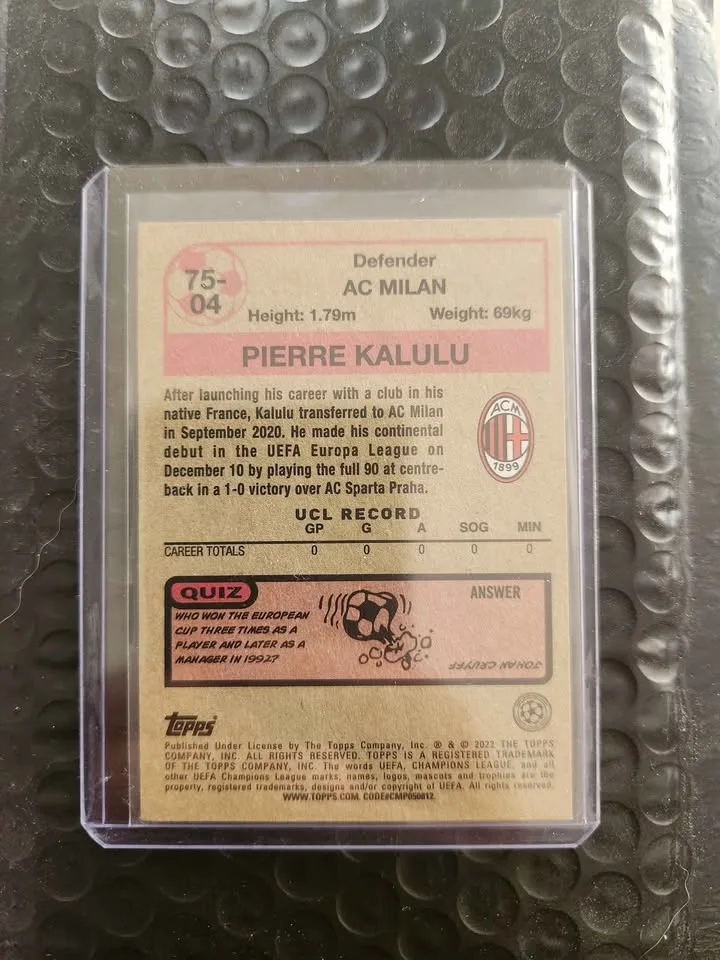 75-
04
Defender
AC MILAN
Height: 1.79m Weight: 69kg
PIERRE KALULU
After launching his career with a club in his
native France, Kalulu transferred to AC Milan
in September 2020. He made his continental
debut in the UEFA Europa League on
December 10 by playing the full 90 at centre-
back in a 1-0 victory over AC Sparta Praha.
ACM
1899
UCL RECORD
GP G A SOG MIN
CAREER TOTALS 0 0 0 0 0
QUIZ
WHO WON THE EUROPEAN
CUP THREE TIMES AS A
PLAYER AND LATER AS A
MANAGER IN 1992?
ANSWER
JOHAN CRUYFF
Topps
Published Under License by The Topps Company, Inc. ® & © 2022 THE TOPPS
COMPANY, INC. ALL RIGHTS RESERVED. TOPPS IS A REGISTERED TRADEMARK
OF THE TOPPS COMPANY, INC. The words UEFA, CHAMPIONS LEAGUE, and all
other UEFA Champions League marks, names, logos, mascots and trophies are the
property, registered trademarks, designs and/or copyright of UEFA. All rights reserved.
WWW.TOPPS.COM. CODE#CMP050812